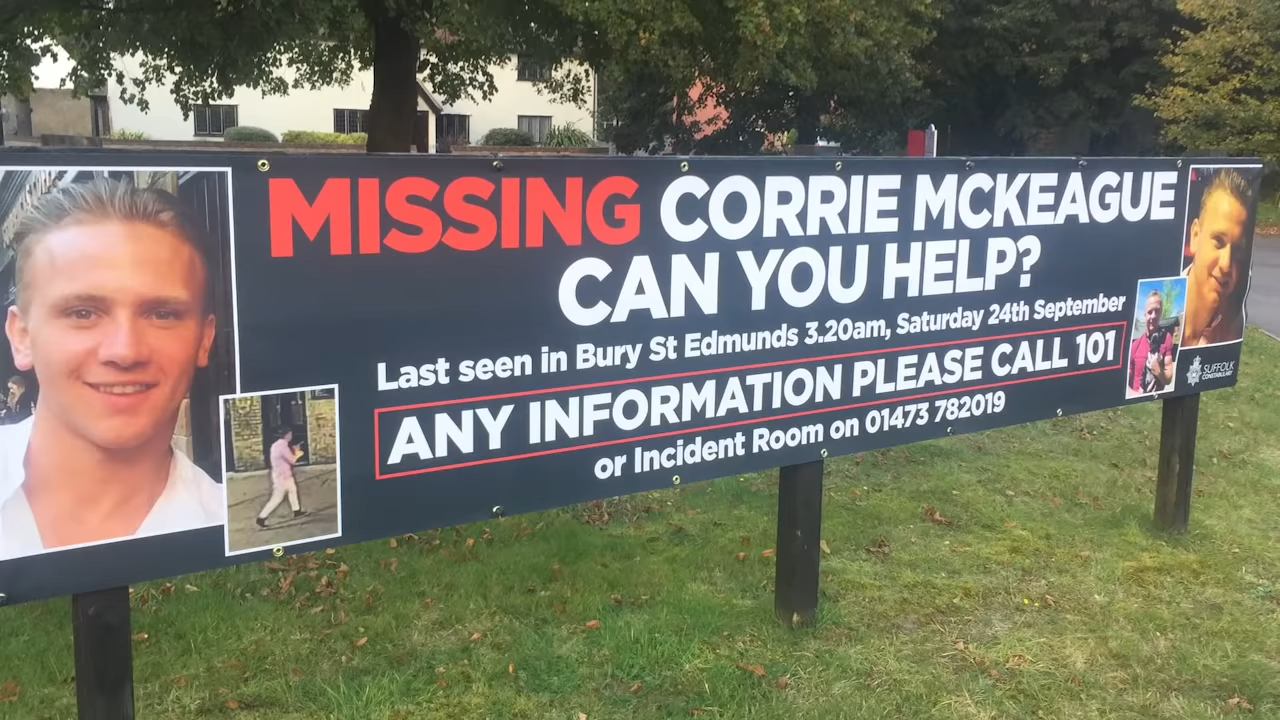 MISSING CORRIE MCKEAGUE
CAN YOU HELP?
Last seen in Bury St Edmunds 3.20am, Saturday 24th September
ANY INFORMATION PLEASE CALL 101
or Incident Room on 01473 782019
SUFFOLK
CONSTABULARY